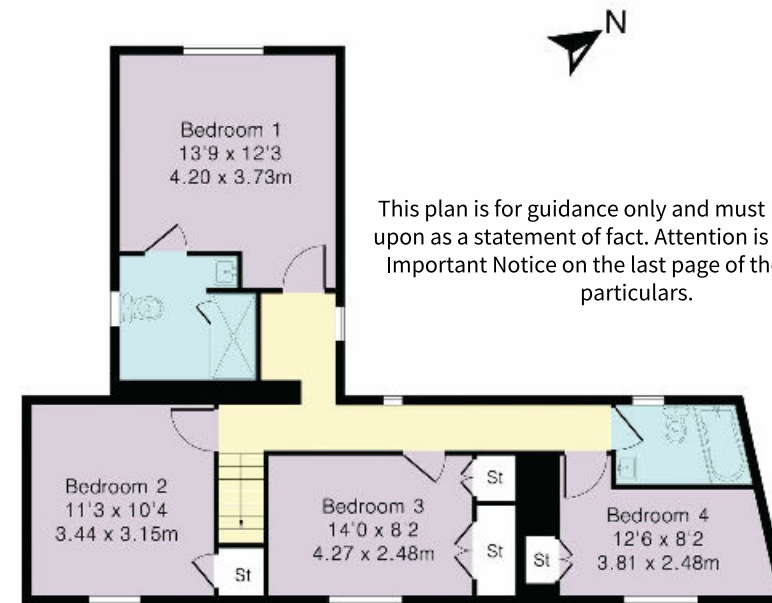 N
Bedroom 1
13'9 x 12'3
4.20 x 3.73m
This plan is for guidance only and must
upon as a statement of fact. Attention is
Important Notice on the last page of the
particulars.
Bedroom 2
11'3 x 10'4
3.44 x 3.15m
St
Bedroom 3
14'0 x 8 2
4.27 x 2.48m
St
St
St
Bedroom 4
12'6 x 8'2
3.81 x 2.48m